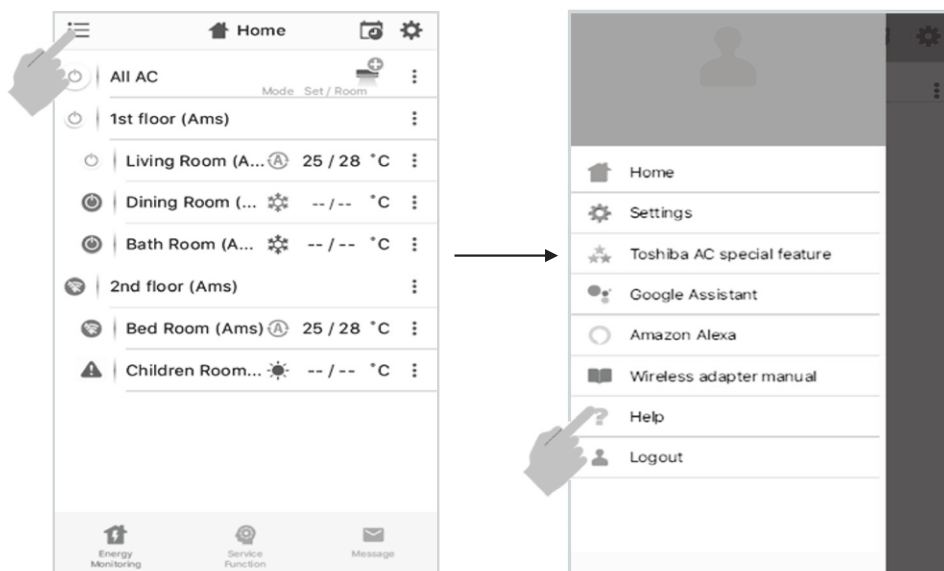 Home
All AC
Mode Set / Room
1st floor (Ams)
Living Room (A... A 25 / 28 °C
Dining Room (... -- / -- °C
Bath Room (A... -- / -- °C
2nd floor (Ams)
Bed Room (Ams) A 25 / 28 °C
Children Room... -- / -- °C
Energy
Monitoring
Service
Function
Message
Home
Settings
Toshiba AC special feature
Google Assistant
Amazon Alexa
Wireless adapter manual
? Help
Logout